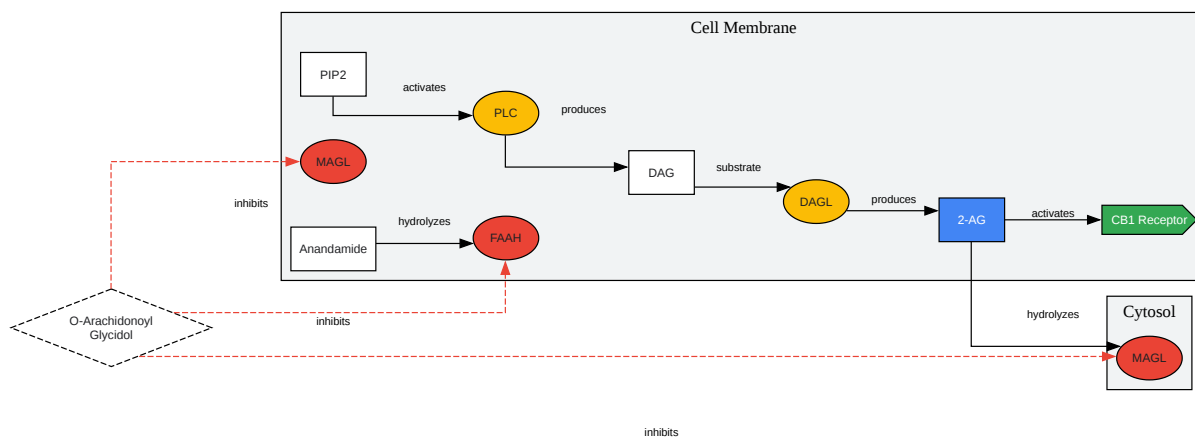 Cell Membrane
PIP2
activates
PLC
produces
MAGL
DAG
substrate
DAGL
produces
inhibits
Anandamide
hydrolyzes
FAAH
2-AG
activates
CB1 Receptor
O-Arachidonoyl
Glycidol
inhibits
hydrolyzes
Cytosol
MAGL
inhibits